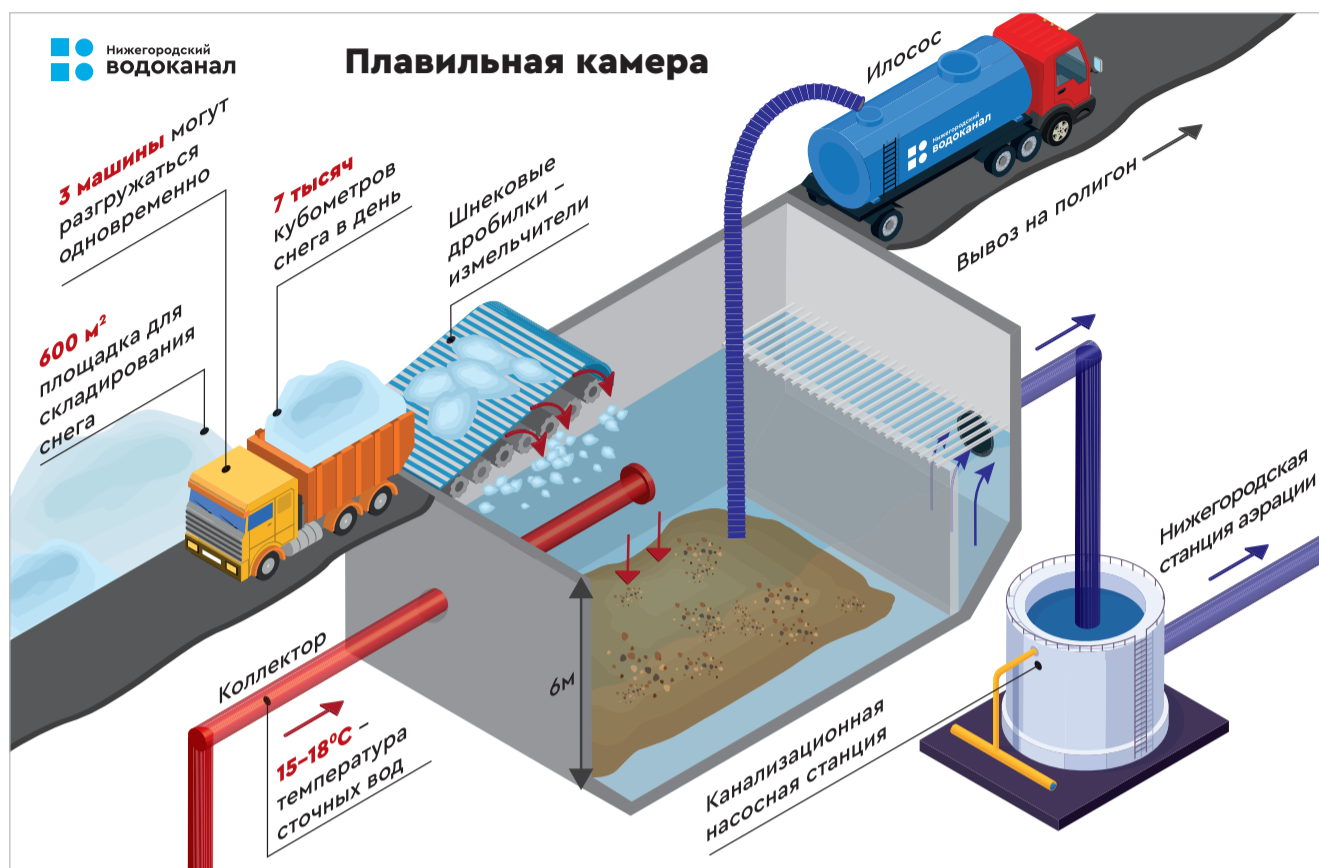 Нижегородский
ВОДОКАНАЛ
Плавильная камера
3 машины могут
разгружаться
одновременно
7 тысяч
кубометров
снега в день
Шнековые
дробилки –
измельчители
Илосос
Нижегородский
ВОДОКАНАЛ
Вывоз на полигон
600 м²
площадка для
складирования
снега
Нижегородская
станция аэрации
Коллектор
15–18°С –
температура
сточных вод
6м
Канализационная
насосная станция